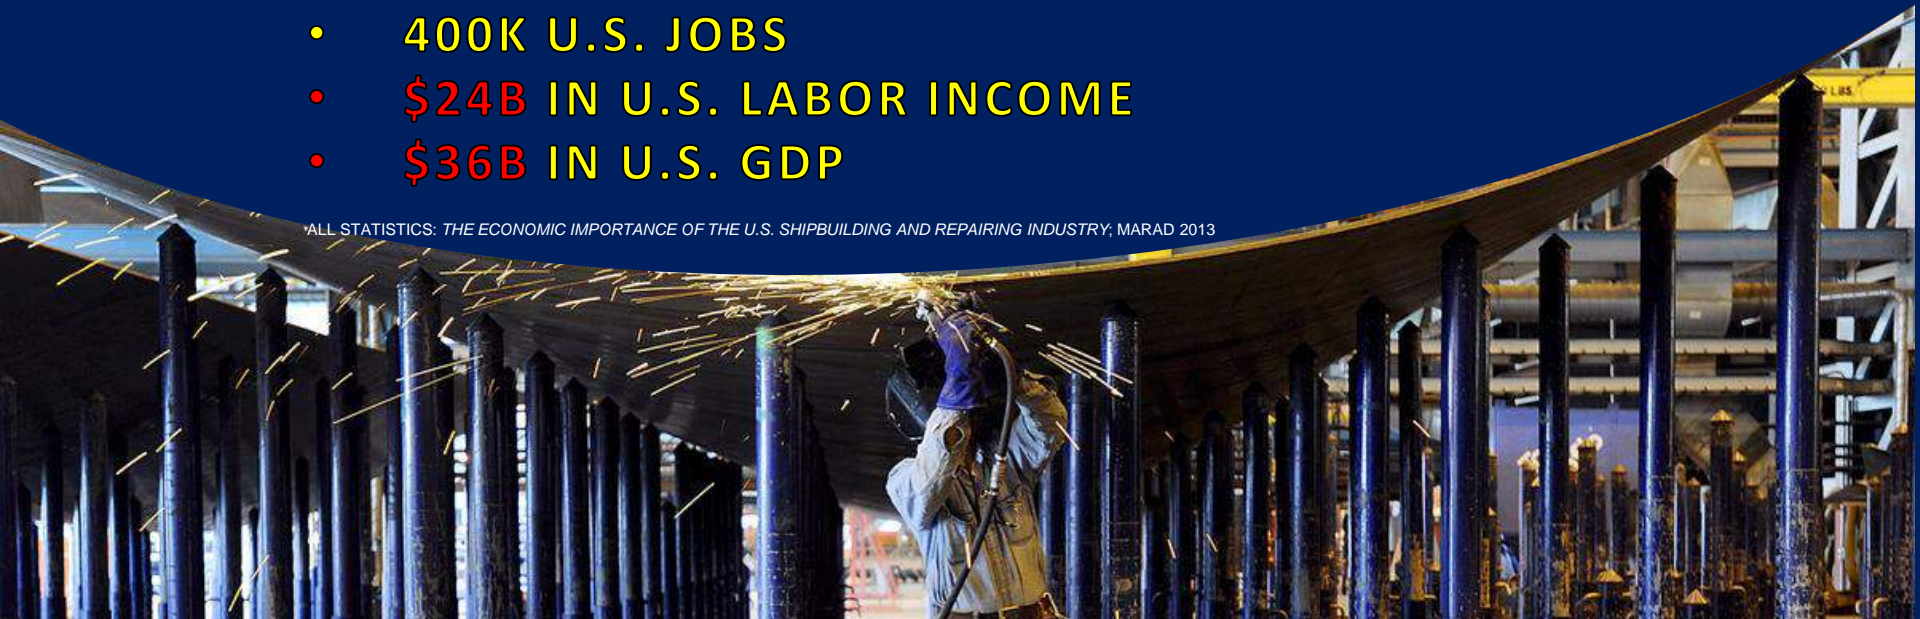 • 400K U.S. JOBS
• $24B IN U.S. LABOR INCOME
• $36B IN U.S. GDP
*ALL STATISTICS: THE ECONOMIC IMPORTANCE OF THE U.S. SHIPBUILDING AND REPAIRING INDUSTRY; MARAD 2013
LBS